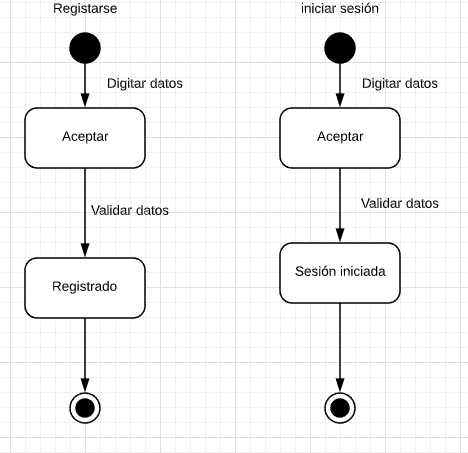 Registarse
iniciar sesión
Digitar datos
Digitar datos
Aceptar
Aceptar
Validar datos
Validar datos
Registrado
Sesión iniciada